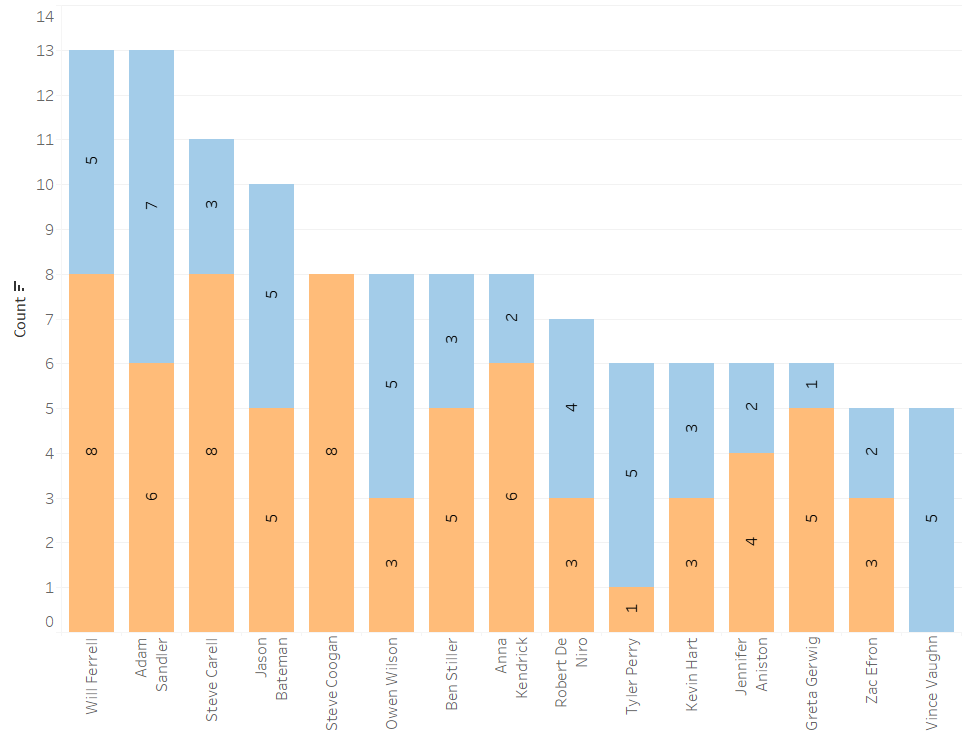 14
13
12
11
10
9
8
7
6
5
4
3
2
1
0
Count
5
8
7
6
3
8
5
5
8
5
3
3
5
2
6
4
3
5
1
3
3
2
4
1
5
2
3
5
Will Ferrell
Adam
Sandler
Steve Carell
Jason
Bateman
Steve Coogan
Owen Wilson
Ben Stiller
Anna
Kendrick
Robert De
Niro
Tyler Perry
Kevin Hart
Jennifer
Aniston
Greta Gerwig
Zac Efron
Vince Vaughn